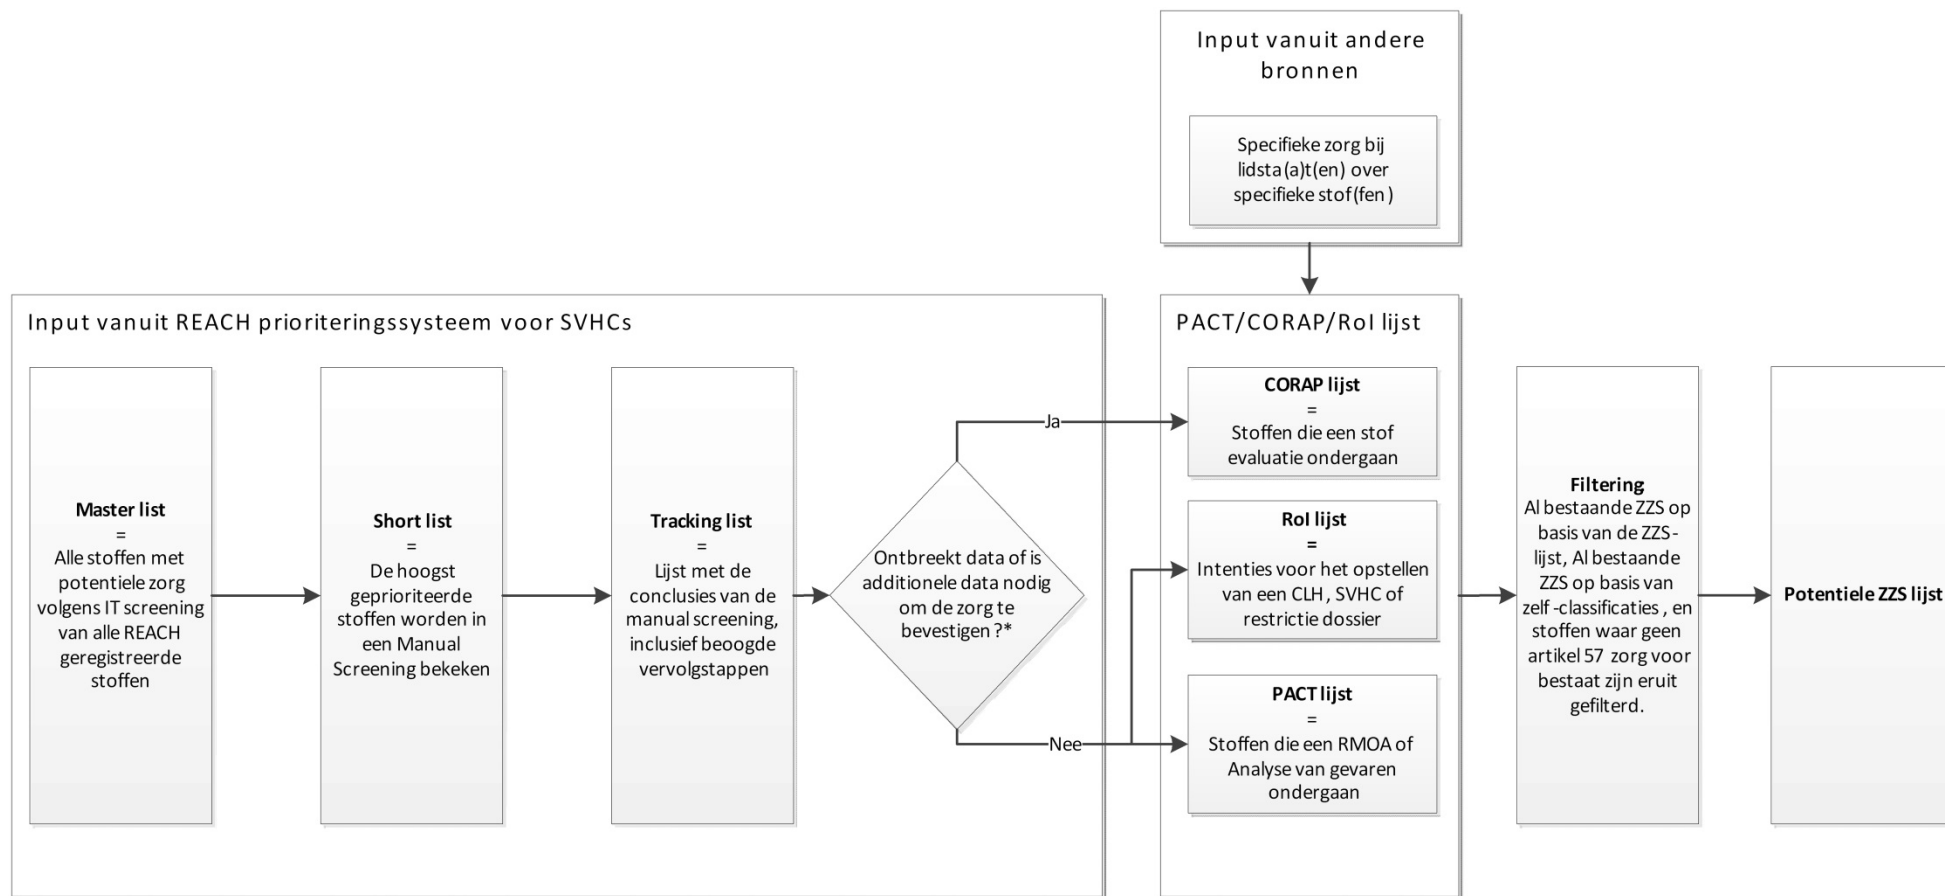 Input vanuit andere
bronnen
Specifieke zorg bij
lidsta(a)t(en) over
specifieke stof(fen)
Input vanuit REACH prioriteringssysteem voor SVHCs
Master list
=
Alle stoffen met
potentiele zorg
volgens IT screening
van alle REACH
geregistreerde
stoffen
Short list
=
De hoogst
geprioriteerde
stoffen worden in
een Manual
Screening bekeken
Tracking list
=
Lijst met de
conclusies van de
manual screening,
inclusief beoogde
vervolgstappen
Ontbreekt data of is
additionele data nodig
om de zorg te
bevestigen?*
Ja
Nee
PACT/CORAP/RoI lijst
CORAP lijst
=
Stoffen die een stof
evaluatie ondergaan
RoI lijst
=
Intenties voor het opstellen
van een CLH, SVHC of
restrictie dossier
PACT lijst
=
Stoffen die een RMOA of
Analyse van gevaren
ondergaan
Filtering
Al bestaande ZZS op
basis van de ZZS-
lijst, Al bestaande
ZZS op basis van
zelf-classificaties, en
stoffen waar geen
artikel 57 zorg voor
bestaat zijn eruit
gefilterd.
Potentiele ZZS lijst